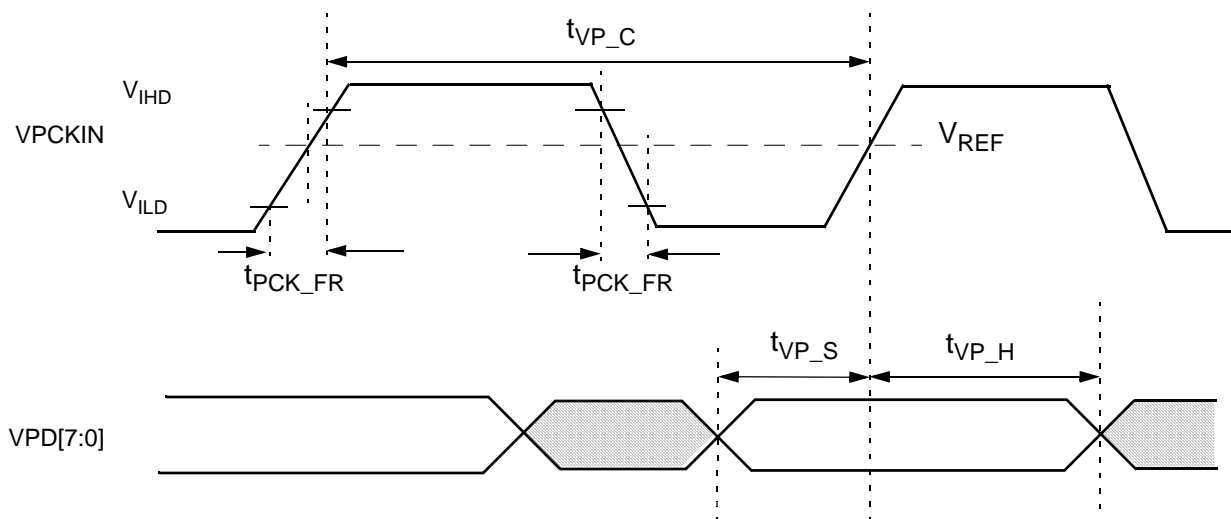 tVP_C
VIHD
VPCKIN
VREF
VILD
tPCK_FR tPCK_FR
tVP_S tVP_H
VPD[7:0]